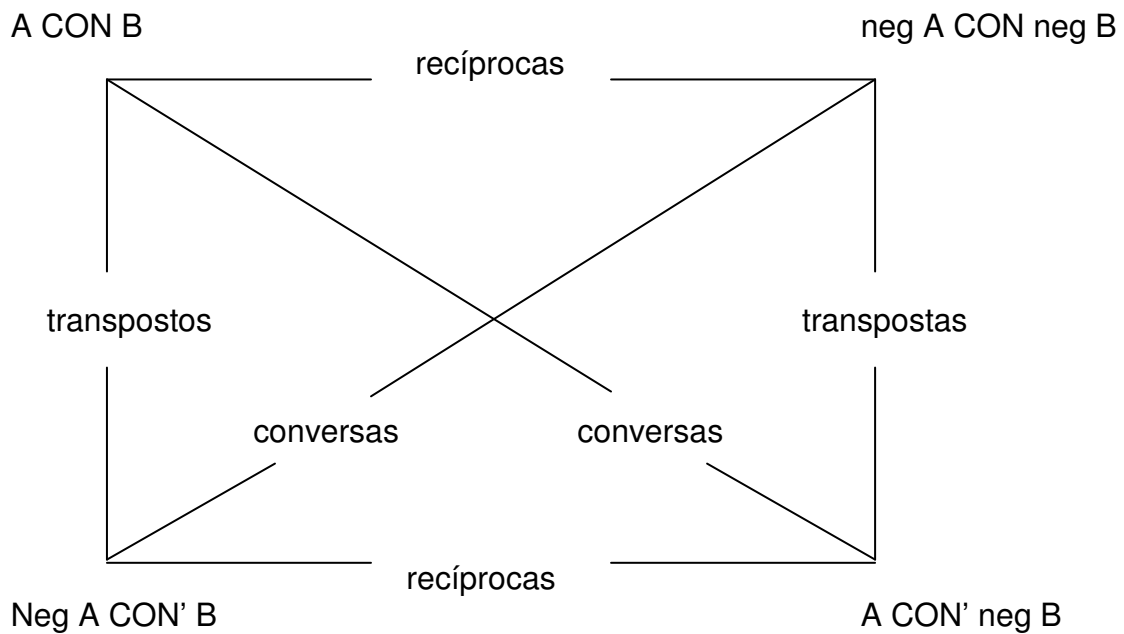 A CON B
neg A CON neg B
recíprocas
transpostos
transpostas
conversas
conversas
recíprocas
Neg A CON’ B
A CON’ neg B